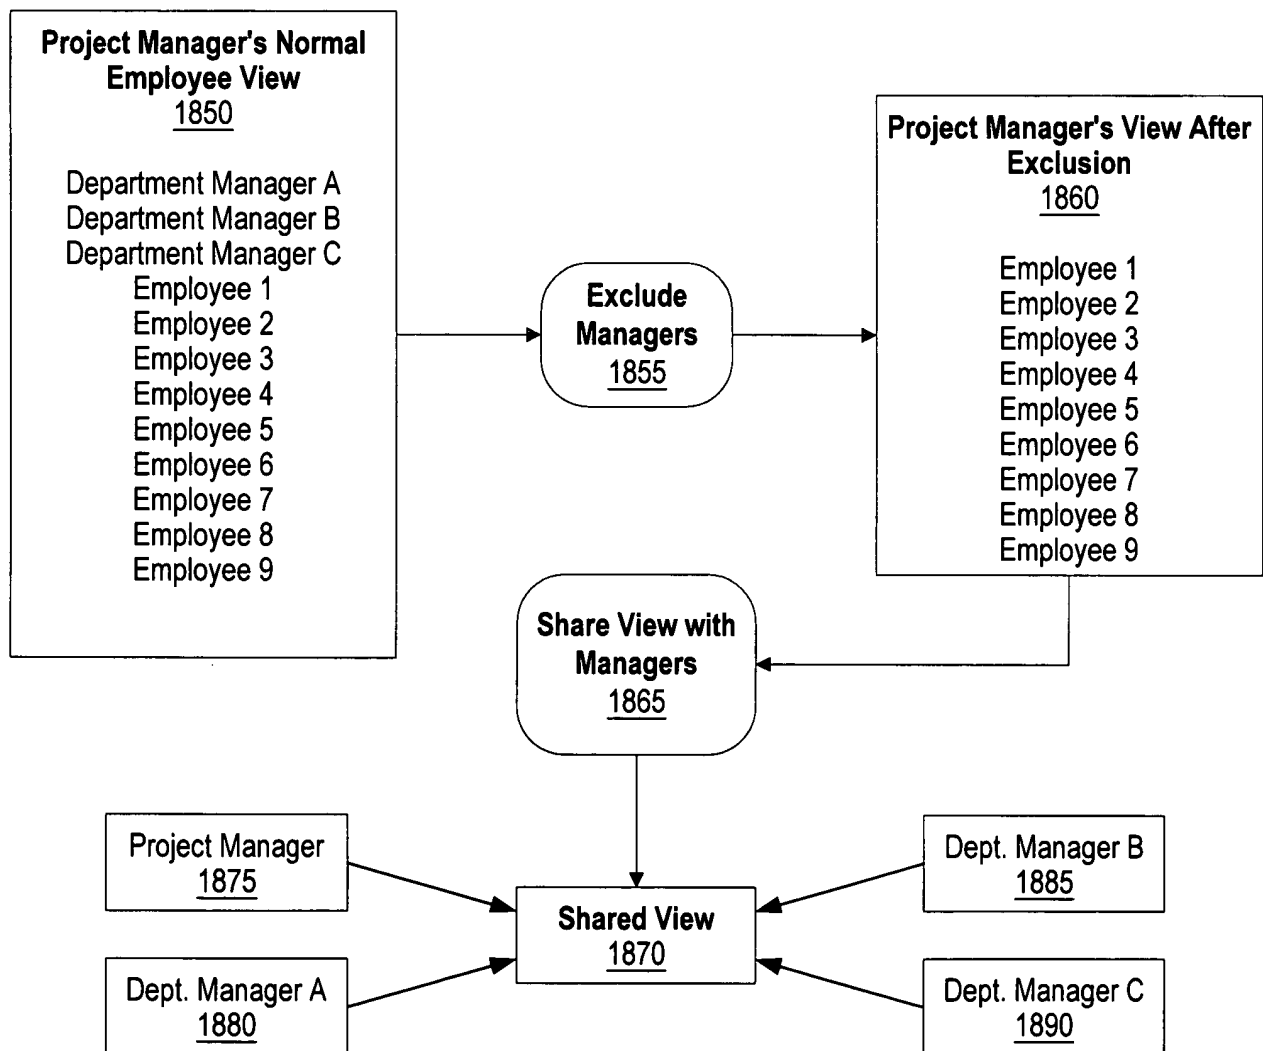 Project Manager's Normal
Employee View
1850
Department Manager A
Department Manager B
Department Manager C
Employee 1
Employee 2
Employee 3
Employee 4
Employee 5
Employee 6
Employee 7
Employee 8
Employee 9
Exclude
Managers
1855
Project Manager's View After
Exclusion
1860
Employee 1
Employee 2
Employee 3
Employee 4
Employee 5
Employee 6
Employee 7
Employee 8
Employee 9
Share View with
Managers
1865
Project Manager
1875
Dept. Manager A
1880
Shared View
1870
Dept. Manager B
1885
Dept. Manager C
1890